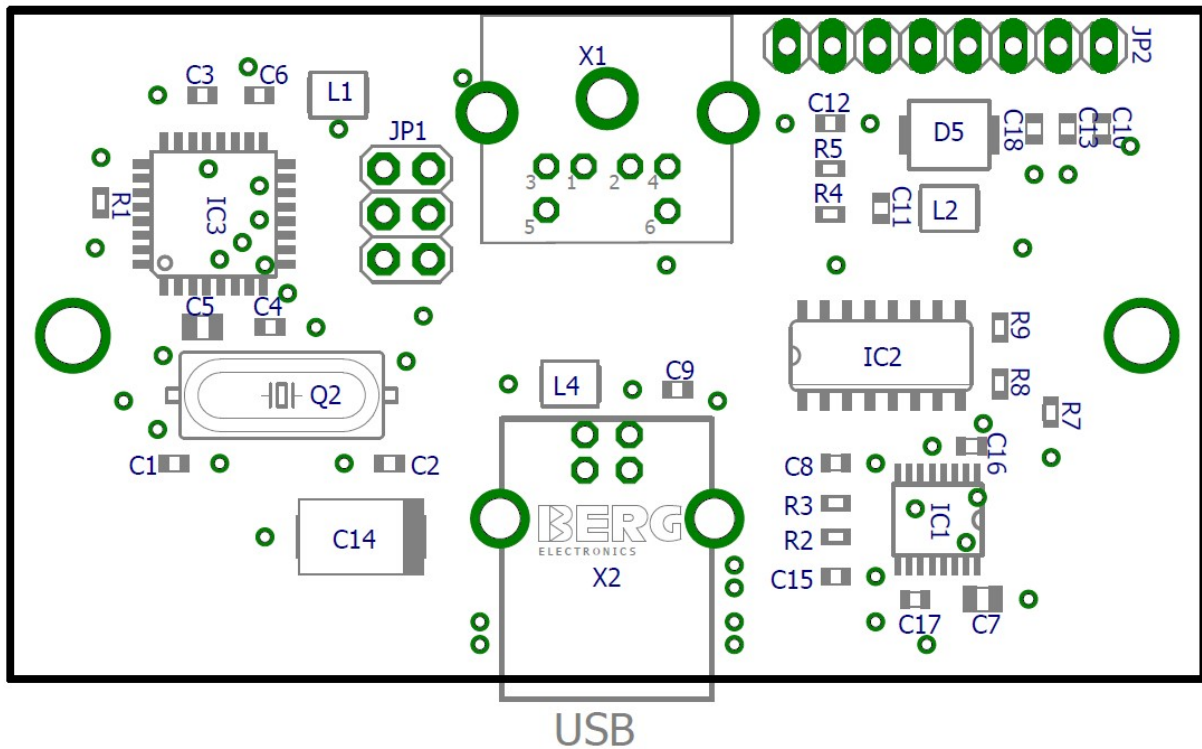 X1
JP2
C3
C6
L1
C12
D5
C18
C13
C10
JP1
R5
3
1
2
4
R1
IC3
R4
C11
L2
5
6
C5
C4
R9
IC2
L4
C9
R8
Q2
R7
C1
C2
C8
C16
R3
IC1
BERG
ELECTRONICS
C14
R2
X2
C15
C17
C7
USB